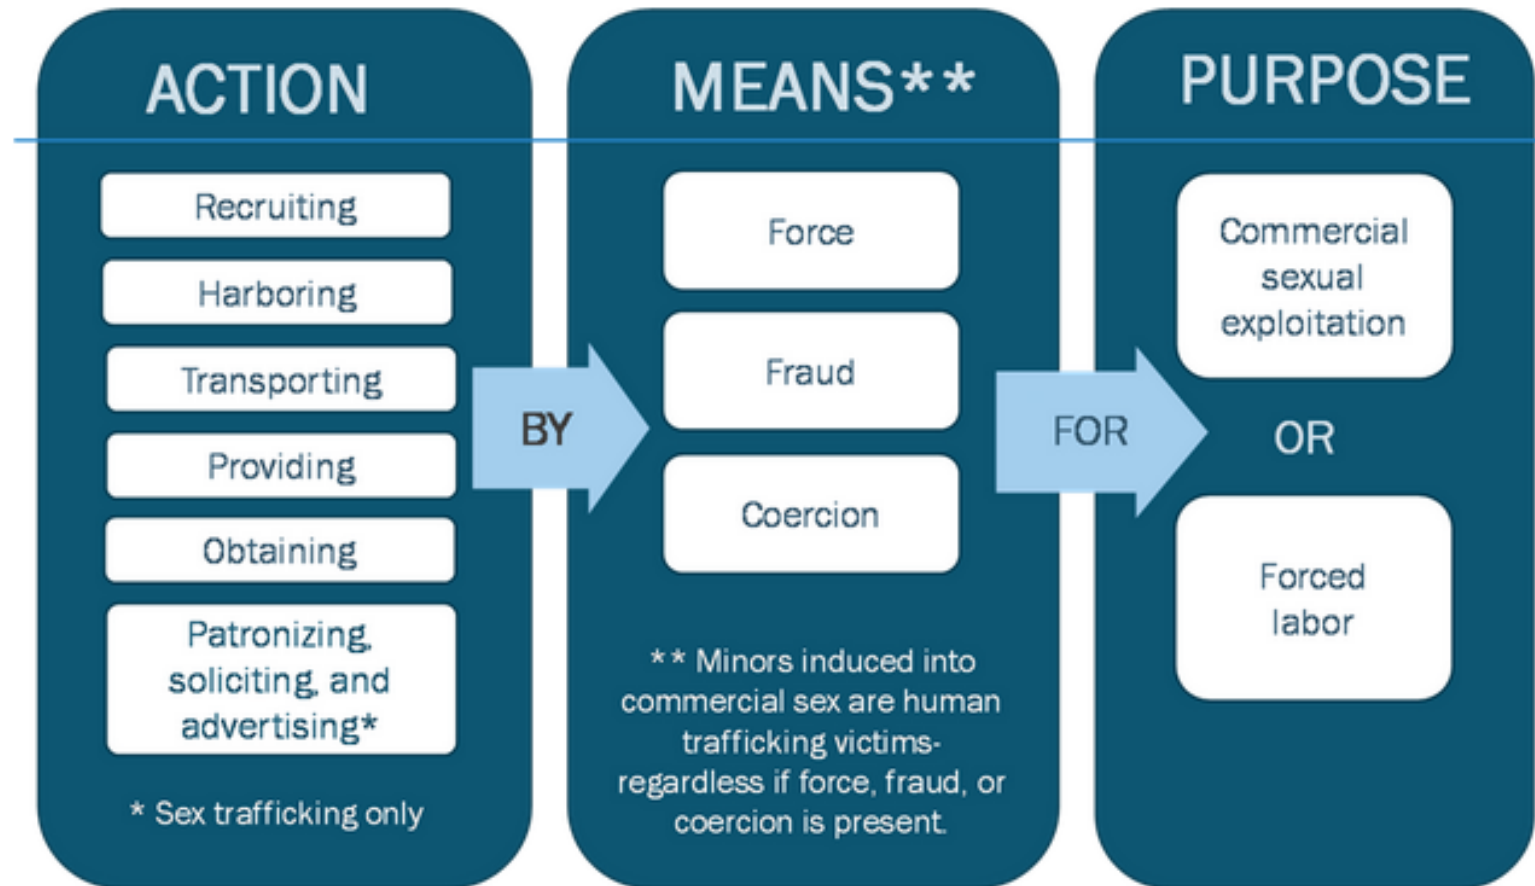 ACTION
Recruiting
Harboring
Transporting
Providing
Obtaining
Patronizing,
soliciting, and
advertising*
* Sex trafficking only
BY
MEANS**
Force
Fraud
Coercion
** Minors induced into
commercial sex are human
trafficking victims-
regardless if force, fraud, or
coercion is present.
FOR
PURPOSE
Commercial
sexual
exploitation
OR
Forced
labor